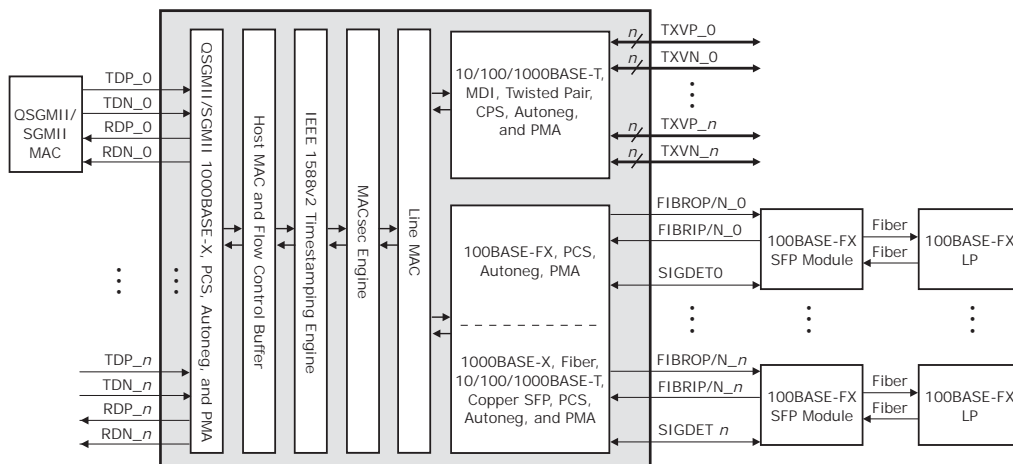 QSGMII/
SGMII
MAC
TDP_0
TDN_0
RDP_0
RDN_0
TDP_n
TDN_n
RDP_n
RDN_n
QSGMII/SGMII 1000BASE-X, PCS, Autoneg, and PMA
Host MAC and Flow Control Buffer
IEEE 1588v2 Timestamping Engine
MACsec Engine
Line MAC
10/100/1000BASE-T,
MDI, Twisted Pair,
CPS, Autoneg,
and PMA
n
TXVP_0
n
TXVN_0
n
TXVP_n
n
TXVN_n
100BASE-FX, PCS,
Autoneg, PMA
1000BASE-X, Fiber,
10/100/1000BASE-T,
Copper SFP, PCS,
Autoneg, and PMA
FIBROP/N_0
FIBRIP/N_0
SIGDET0
100BASE-FX
SFP Module
Fiber
Fiber
100BASE-FX
LP
FIBROP/N_n
FIBRIP/N_n
SIGDET n
100BASE-FX
SFP Module
Fiber
Fiber
100BASE-FX
LP